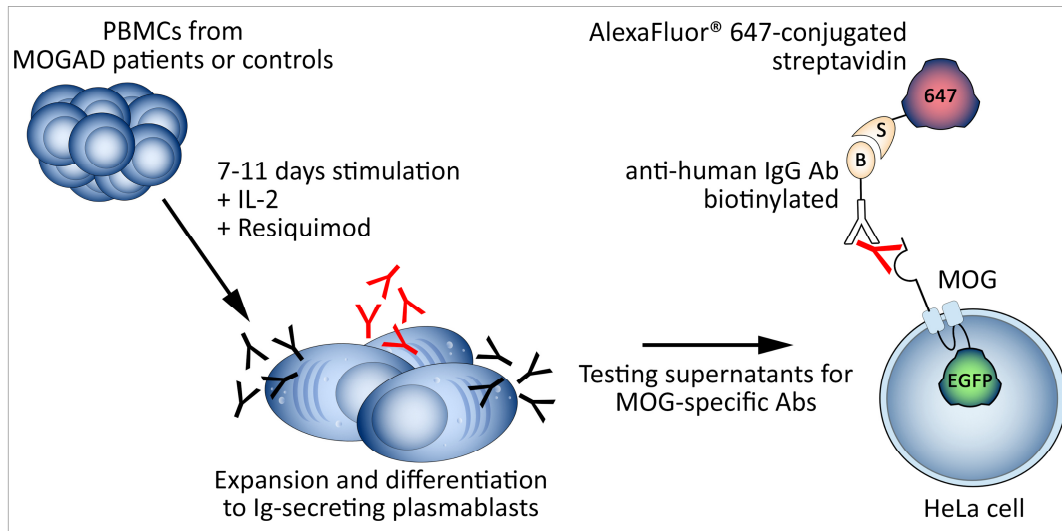 PBMCs from
MOGAD patients or controls
7-11 days stimulation
+ IL-2
+ Resiquimod
Expansion and differentiation
to Ig-secreting plasmablasts
Testing supernatants for
MOG-specific Abs
AlexaFluor® 647-conjugated
streptavidin
647
S
B
anti-human IgG Ab
biotinylated
MOG
EGFP
HeLa cell